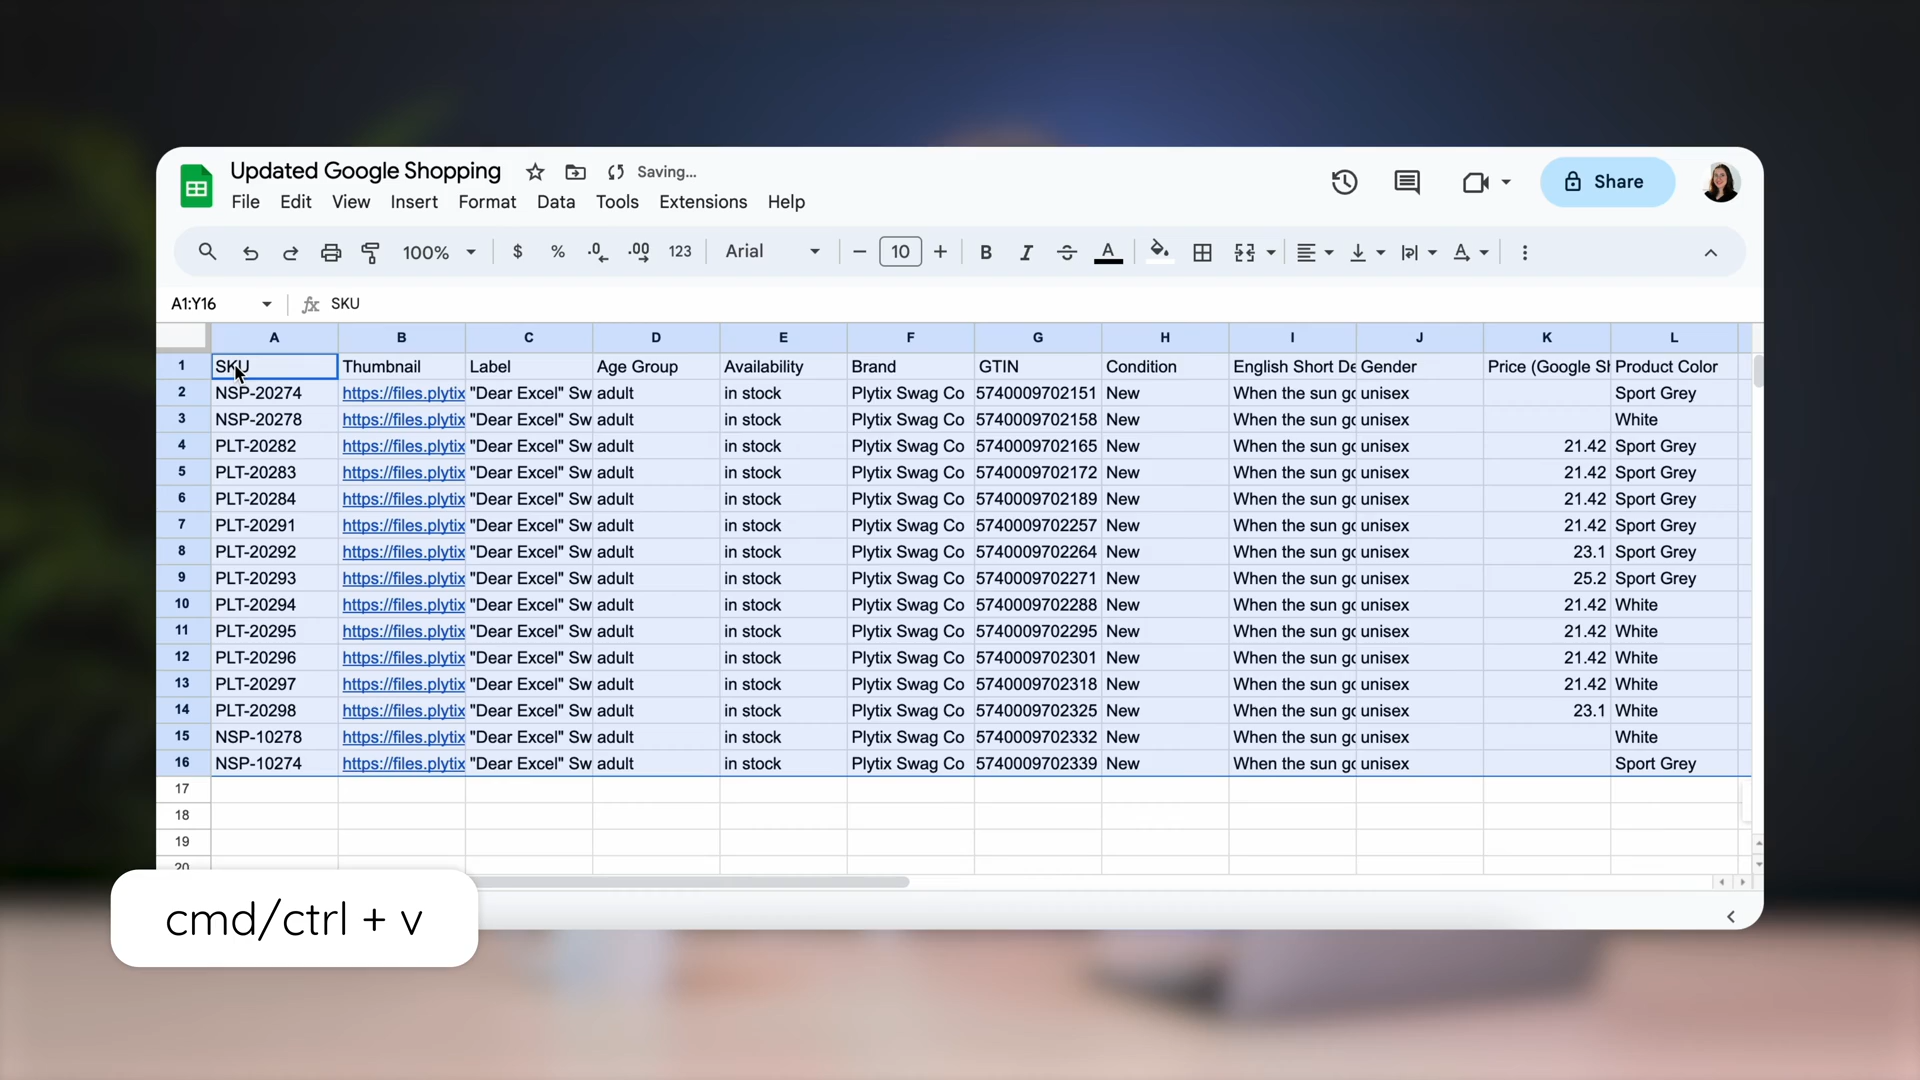 Updated Google Shopping Saving... Share
File Edit View Insert Format Data Tools Extensions Help
100% $ % .0 .00 123 Arial 10 B I A
A1:Y16 fx SKU
A B C D E F G H I J K L
1 SKU Thumbnail Label Age Group Availability Brand GTIN Condition English Short De Gender Price (Google Sh Product Color
2 NSP-20274 https://files.plytix "Dear Excel" Sw adult in stock Plytix Swag Co 5740009702151 New When the sun go unisex Sport Grey
3 NSP-20278 https://files.plytix "Dear Excel" Sw adult in stock Plytix Swag Co 5740009702158 New When the sun go unisex White
4 PLT-20282 https://files.plytix "Dear Excel" Sw adult in stock Plytix Swag Co 5740009702165 New When the sun go unisex 21.42 Sport Grey
5 PLT-20283 https://files.plytix "Dear Excel" Sw adult in stock Plytix Swag Co 5740009702172 New When the sun go unisex 21.42 Sport Grey
6 PLT-20284 https://files.plytix "Dear Excel" Sw adult in stock Plytix Swag Co 5740009702189 New When the sun go unisex 21.42 Sport Grey
7 PLT-20291 https://files.plytix "Dear Excel" Sw adult in stock Plytix Swag Co 5740009702257 New When the sun go unisex 21.42 Sport Grey
8 PLT-20292 https://files.plytix "Dear Excel" Sw adult in stock Plytix Swag Co 5740009702264 New When the sun go unisex 23.1 Sport Grey
9 PLT-20293 https://files.plytix "Dear Excel" Sw adult in stock Plytix Swag Co 5740009702271 New When the sun go unisex 25.2 Sport Grey
10 PLT-20294 https://files.plytix "Dear Excel" Sw adult in stock Plytix Swag Co 5740009702288 New When the sun go unisex 21.42 White
11 PLT-20295 https://files.plytix "Dear Excel" Sw adult in stock Plytix Swag Co 5740009702295 New When the sun go unisex 21.42 White
12 PLT-20296 https://files.plytix "Dear Excel" Sw adult in stock Plytix Swag Co 5740009702301 New When the sun go unisex 21.42 White
13 PLT-20297 https://files.plytix "Dear Excel" Sw adult in stock Plytix Swag Co 5740009702318 New When the sun go unisex 21.42 White
14 PLT-20298 https://files.plytix "Dear Excel" Sw adult in stock Plytix Swag Co 5740009702325 New When the sun go unisex 23.1 White
15 NSP-10278 https://files.plytix "Dear Excel" Sw adult in stock Plytix Swag Co 5740009702332 New When the sun go unisex White
16 NSP-10274 https://files.plytix "Dear Excel" Sw adult in stock Plytix Swag Co 5740009702339 New When the sun go unisex Sport Grey
17
18
19
20
cmd/ctrl + v